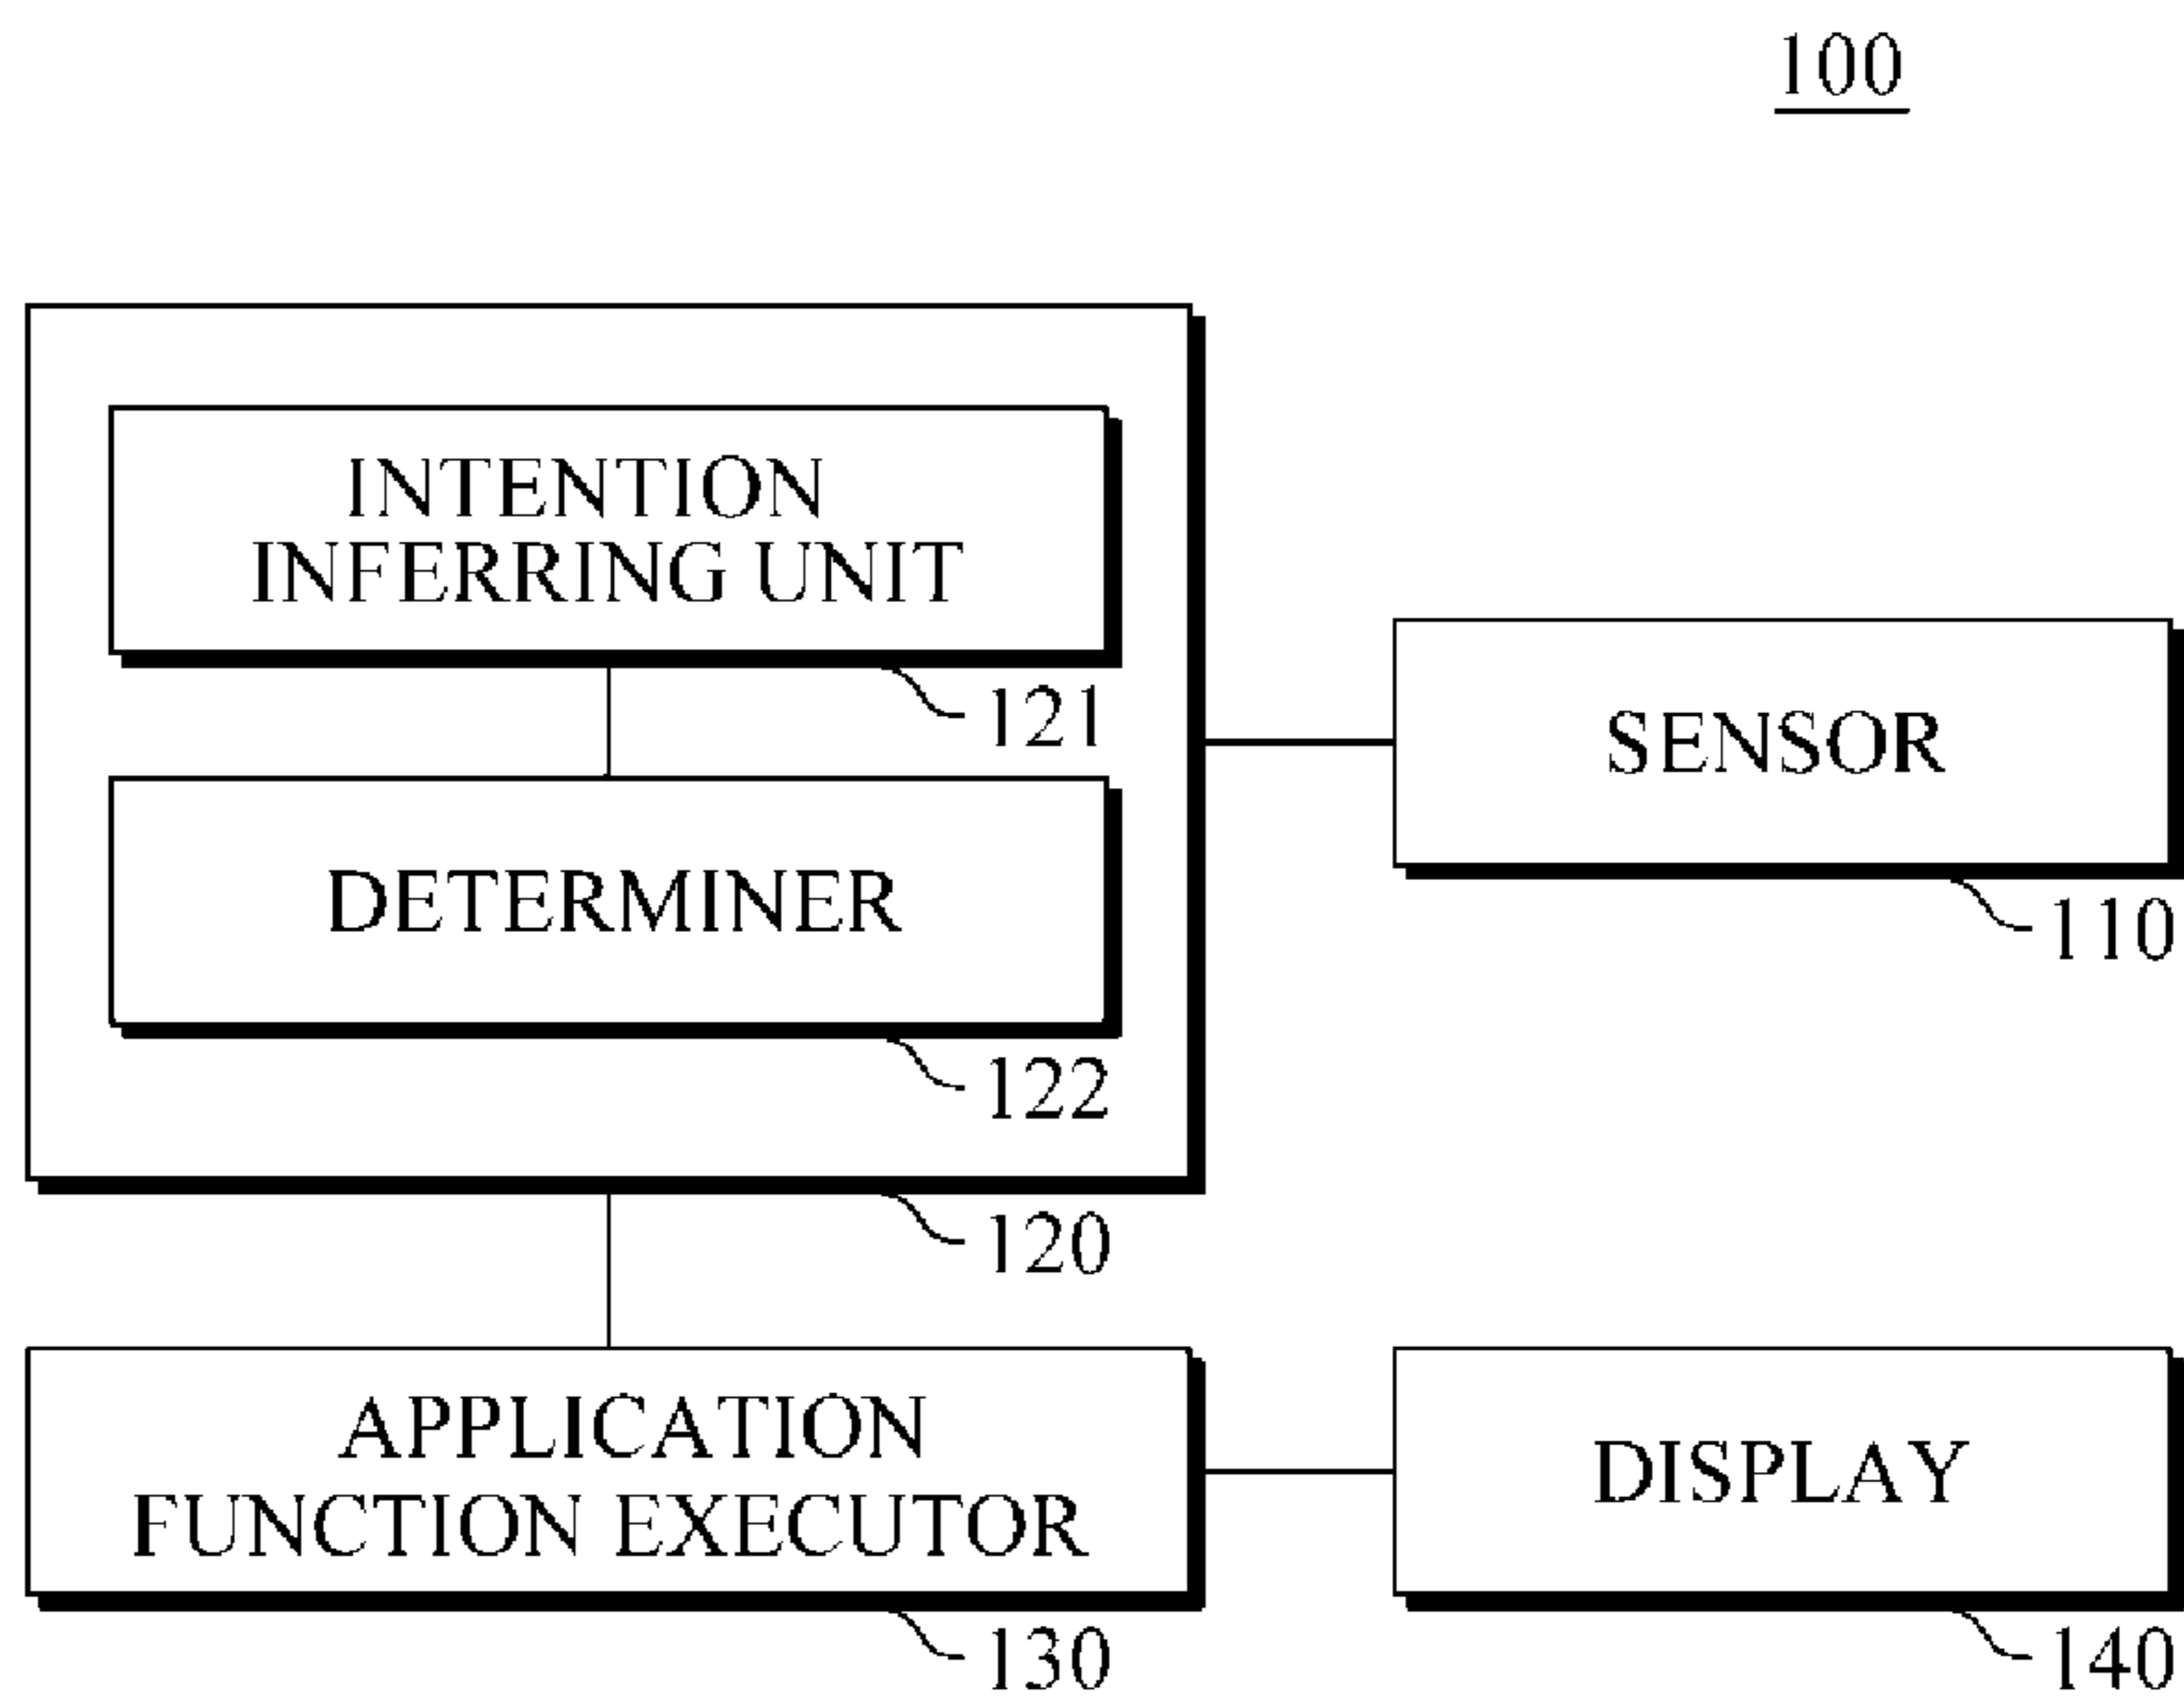 100
INTENTION
INFERRING UNIT
121
SENSOR
110
DETERMINER
122
120
APPLICATION
FUNCTION EXECUTOR
130
DISPLAY
140